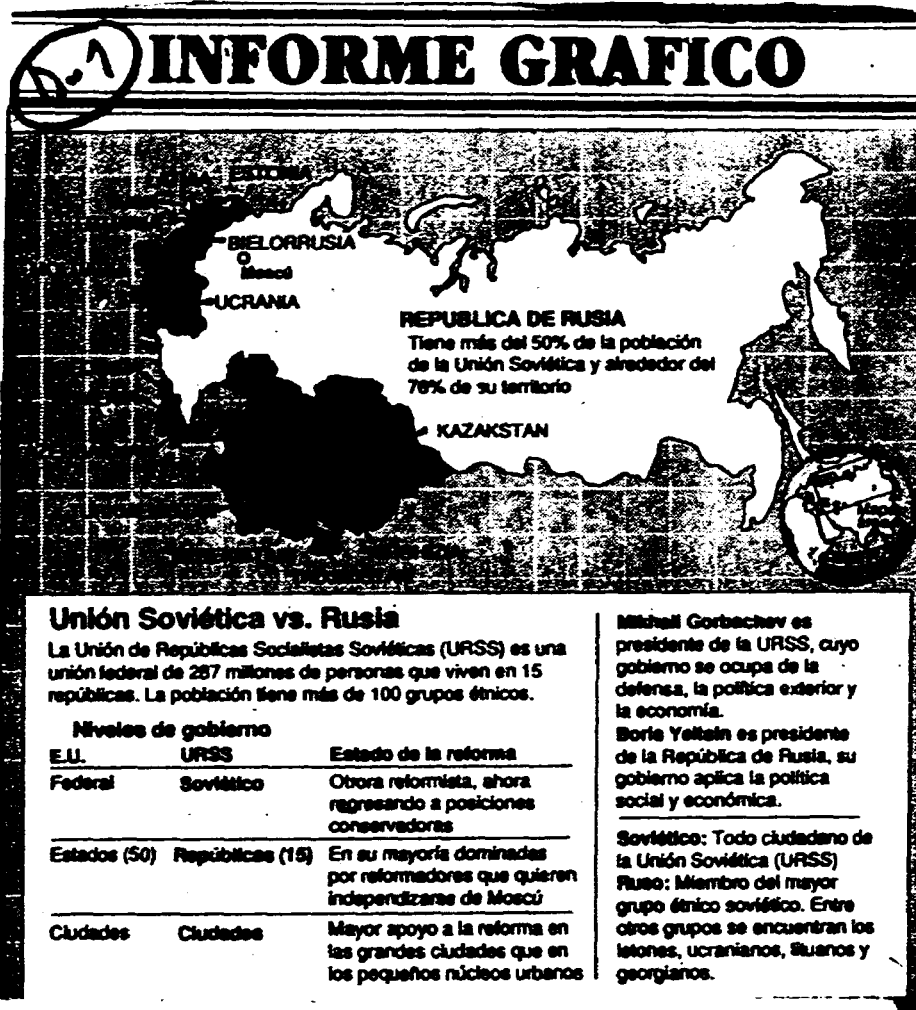 D-1
INFORME GRAFICO
ESTONIA
BIELORRUSIA
Moscú
UCRANIA
REPUBLICA DE RUSIA
Tiene más del 50% de la población
de la Unión Soviética y alrededor del
76% de su territorio
KAZAKSTAN
Unión Soviética vs. Rusia
La Unión de Repúblicas Socialistas Soviéticas (URSS) es una
unión federal de 287 millones de personas que viven en 15
repúblicas. La población tiene más de 100 grupos étnicos.
Niveles de gobierno
E.U. URSS Estado de la reforma
Federal Soviético Otrora reformista, ahora
regresando a posiciones
conservadoras
Estados (50) Repúblicas (15) En su mayoría dominadas
por reformadores que quieren
independizarse de Moscú
Ciudades Ciudades Mayor apoyo a la reforma en
las grandes ciudades que en
los pequeños núcleos urbanos
Mikhail Gorbachev es
presidente de la URSS, cuyo
gobierno se ocupa de la
defensa, la política exterior y
la economía.
Boris Yeltsin es presidente
de la República de Rusia, su
gobierno aplica la política
social y económica.
Soviético: Todo ciudadano de
la Unión Soviética (URSS)
Ruso: Miembro del mayor
grupo étnico soviético. Entre
otros grupos se encuentran los
letones, ucranianos, lituanos y
georgianos.